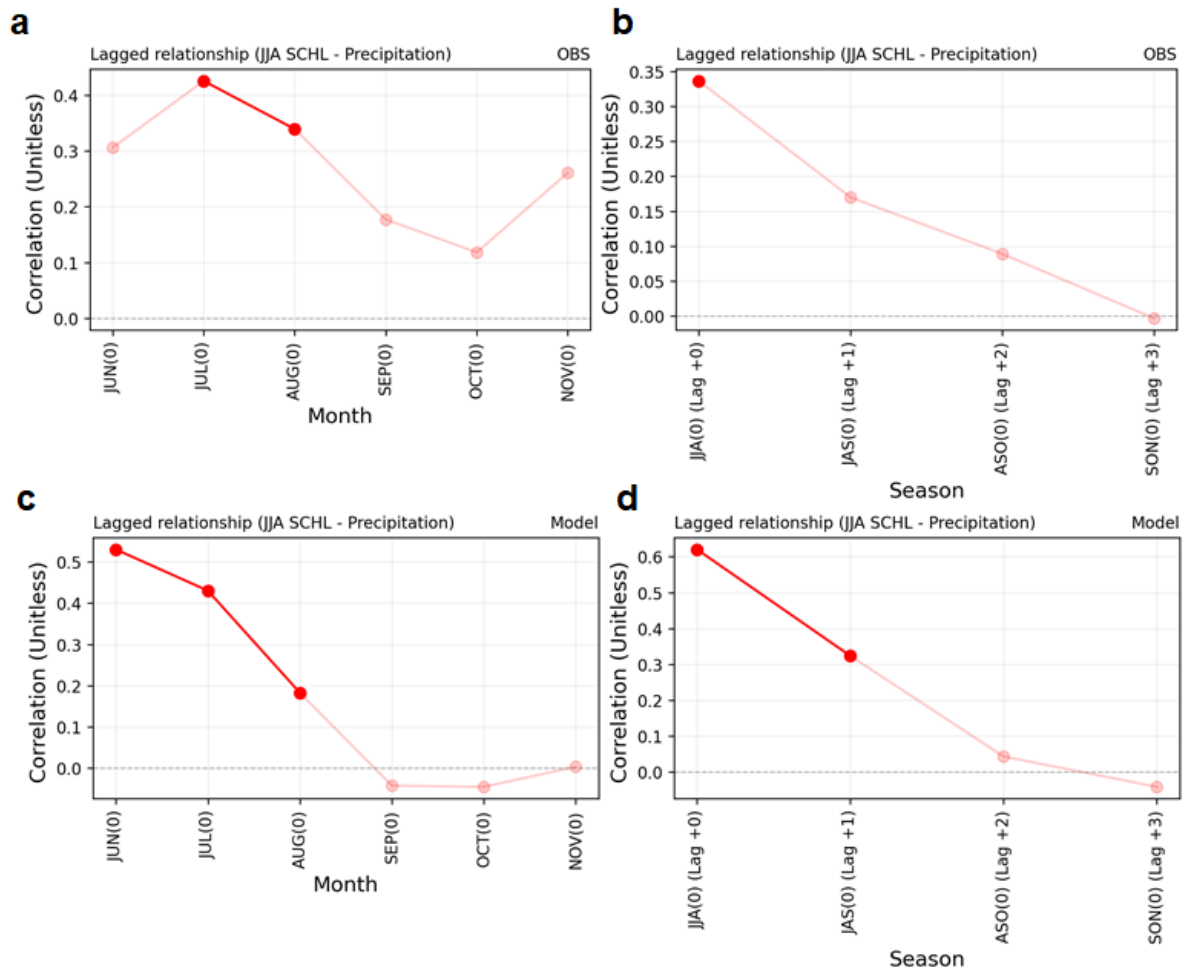 a
Lagged relationship (JJA SCHL - Precipitation) OBS
Correlation (Unitless)
0.4
0.3
0.2
0.1
0.0
JUN(0) JUL(0) AUG(0) SEP(0) OCT(0) NOV(0)
Month
b
Lagged relationship (JJA SCHL - Precipitation) OBS
Correlation (Unitless)
0.35
0.30
0.25
0.20
0.15
0.10
0.05
0.00
JJA(0) (Lag +0) JAS(0) (Lag +1) ASO(0) (Lag +2) SON(0) (Lag +3)
Season
c
Lagged relationship (JJA SCHL - Precipitation) Model
Correlation (Unitless)
0.5
0.4
0.3
0.2
0.1
0.0
JUN(0) JUL(0) AUG(0) SEP(0) OCT(0) NOV(0)
Month
d
Lagged relationship (JJA SCHL - Precipitation) Model
Correlation (Unitless)
0.6
0.5
0.4
0.3
0.2
0.1
0.0
JJA(0) (Lag +0) JAS(0) (Lag +1) ASO(0) (Lag +2) SON(0) (Lag +3)
Season